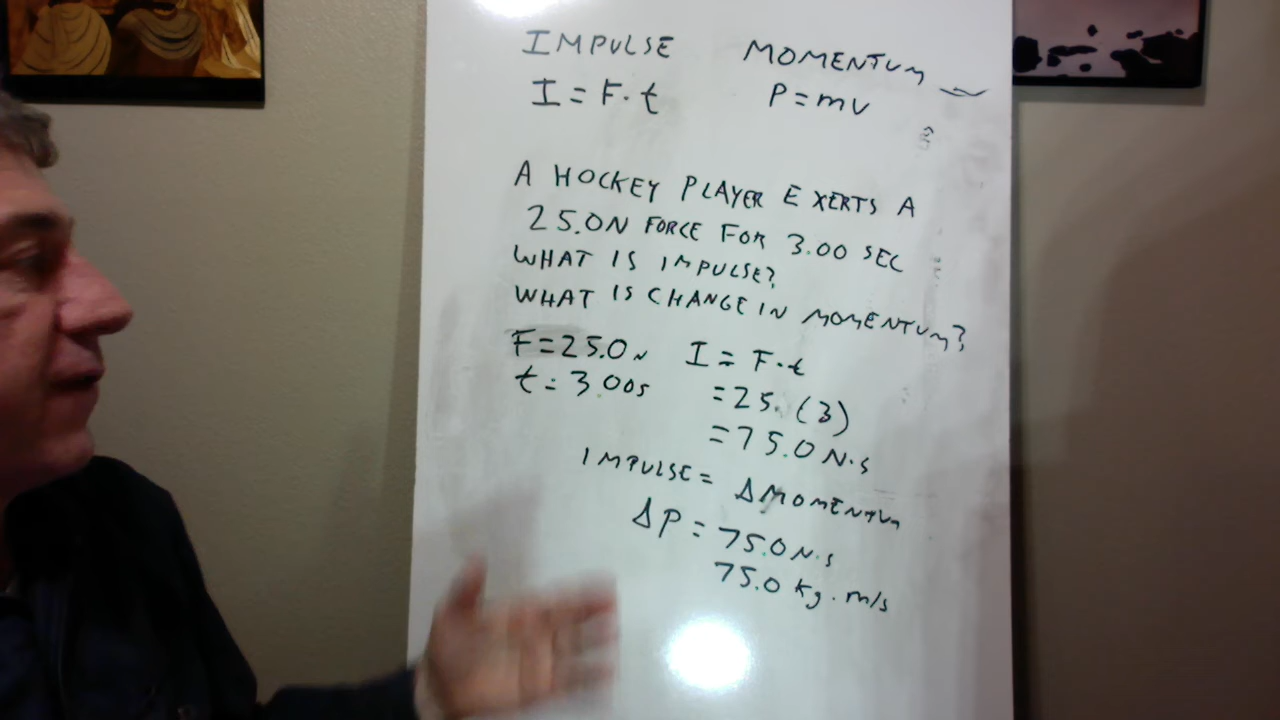 IMPULSE MOMENTUM
I = F·t P = mv
A HOCKEY PLAYER EXERTS A
25.0N FORCE FOR 3.00 SEC
WHAT IS IMPULSE?
WHAT IS CHANGE IN MOMENTUM?
F = 25.0N I = F·t
t = 3.00s = 25. (3)
= 75.0 N·s
IMPULSE = ΔMOMENTUM
ΔP = 75.0 N·s
75.0 kg·m/s